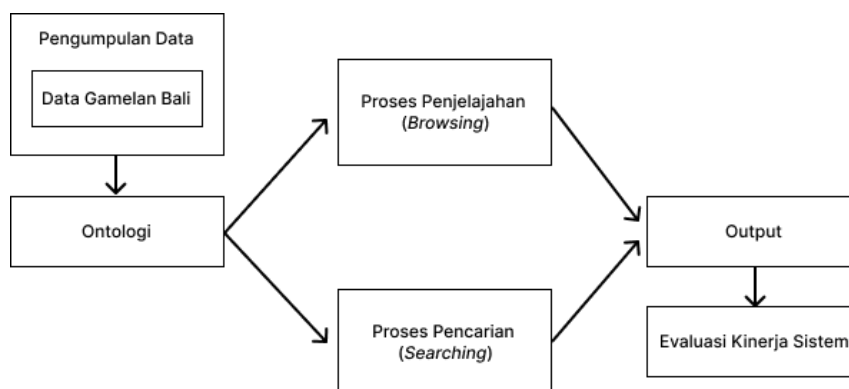 Pengumpulan Data
Data Gamelan Bali
Ontologi
Proses Penjelajahan
(Browsing)
Proses Pencarian
(Searching)
Output
Evaluasi Kinerja Sistem